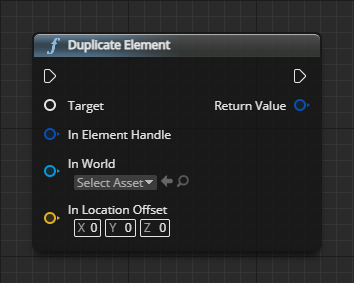 f Duplicate Element
Target
Return Value
In Element Handle
In World
Select Asset
In Location Offset
X 0 Y 0 Z 0